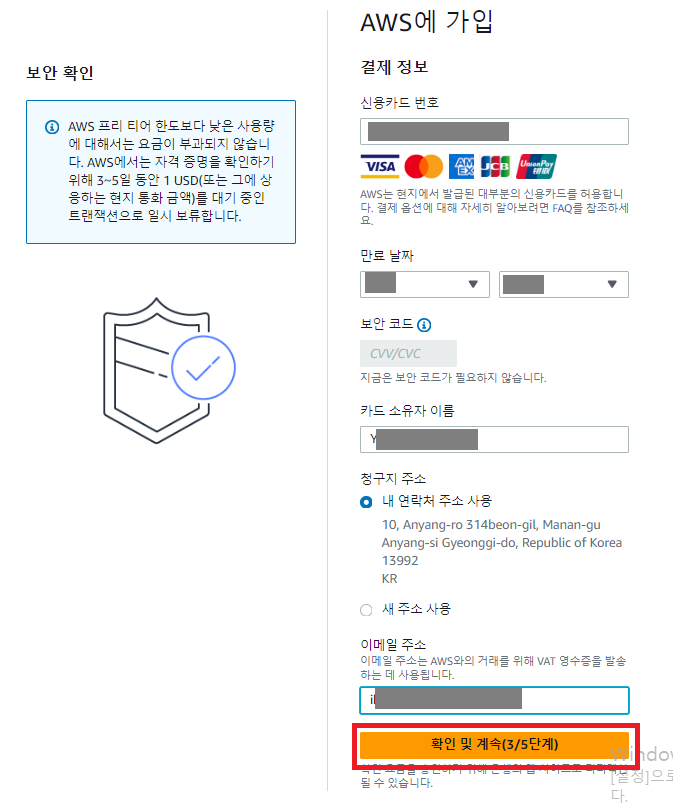 AWS에 가입
보안 확인
AWS 프리 티어 한도보다 낮은 사용량
에 대해서는 요금이 부과되지 않습니
다. AWS에서는 자격 증명을 확인하기
위해 3~5일 동안 1 USD(또는 그에 상
응하는 현지 통화 금액)를 대기 중인
트랜잭션으로 일시 보류합니다.
결제 정보
신용카드 번호
VISA
AM
EX
JCB
UnionPay
银联
AWS는 현지에서 발급된 대부분의 신용카드를 허용합니
다. 결제 옵션에 대해 자세히 알아보려면 FAQ를 참조하세
요.
만료 날짜
보안 코드
CVV/CVC
지금은 보안 코드가 필요하지 않습니다.
카드 소유자 이름
Y
청구지 주소
내 연락처 주소 사용
10, Anyang-ro 314beon-gil, Manan-gu
Anyang-si Gyeonggi-do, Republic of Korea
13992
KR
새 주소 사용
이메일 주소
이메일 주소는 AWS와의 거래를 위해 VAT 영수증을 발송
하는 데 사용됩니다.
확인 및 계속(3/5단계)
Window
[설정]으로
될 수 있습니다.
다.